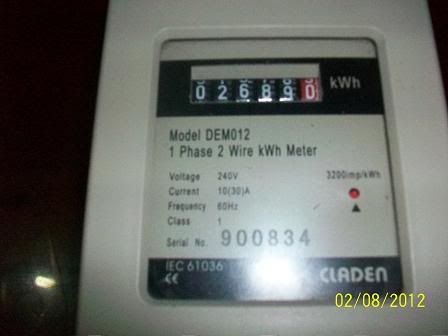 026890 kWh
Model DEM012
1 Phase 2 Wire kWh Meter
Voltage 240V 3200imp/kWh
Current 10(30)A
Frequency 60Hz
Class 1
Serial No. 900834
IEC 61036
CE CLADEN
02/08/2012